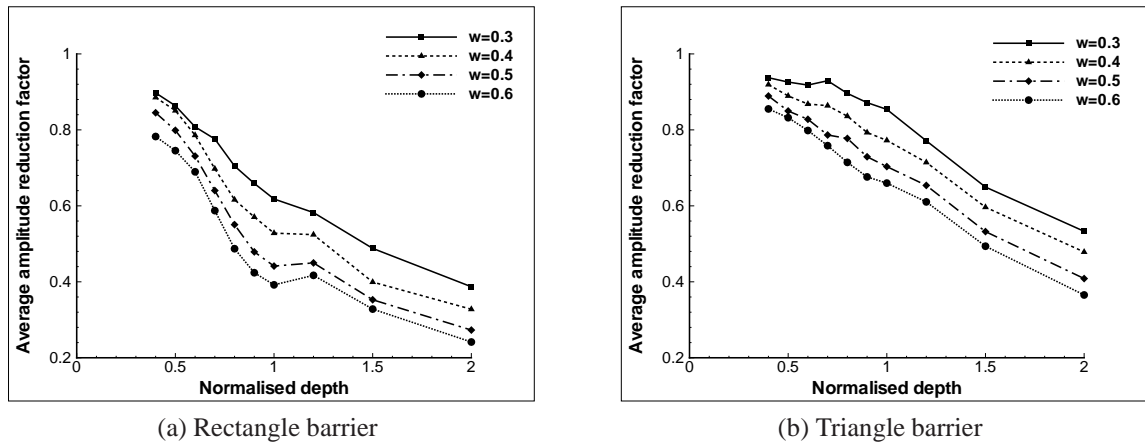 w=0.3
w=0.4
w=0.5
w=0.6
Average amplitude reduction factor
1
0.8
0.6
0.4
0.2
0
0.5
1
1.5
2
Normalised depth
(a) Rectangle barrier
w=0.3
w=0.4
w=0.5
w=0.6
Average amplitude reduction factor
1
0.8
0.6
0.4
0.2
0
0.5
1
1.5
2
Normalised depth
(b) Triangle barrier